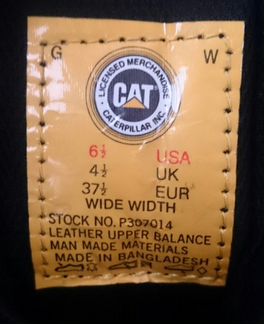 G W
LICENSED MERCHANDISE
CAT
CATERPILLAR INC.
6½ USA
4½ UK
37½ EUR
WIDE WIDTH
STOCK NO. P307014
LEATHER UPPER BALANCE
MAN MADE MATERIALS
MADE IN BANGLADESH